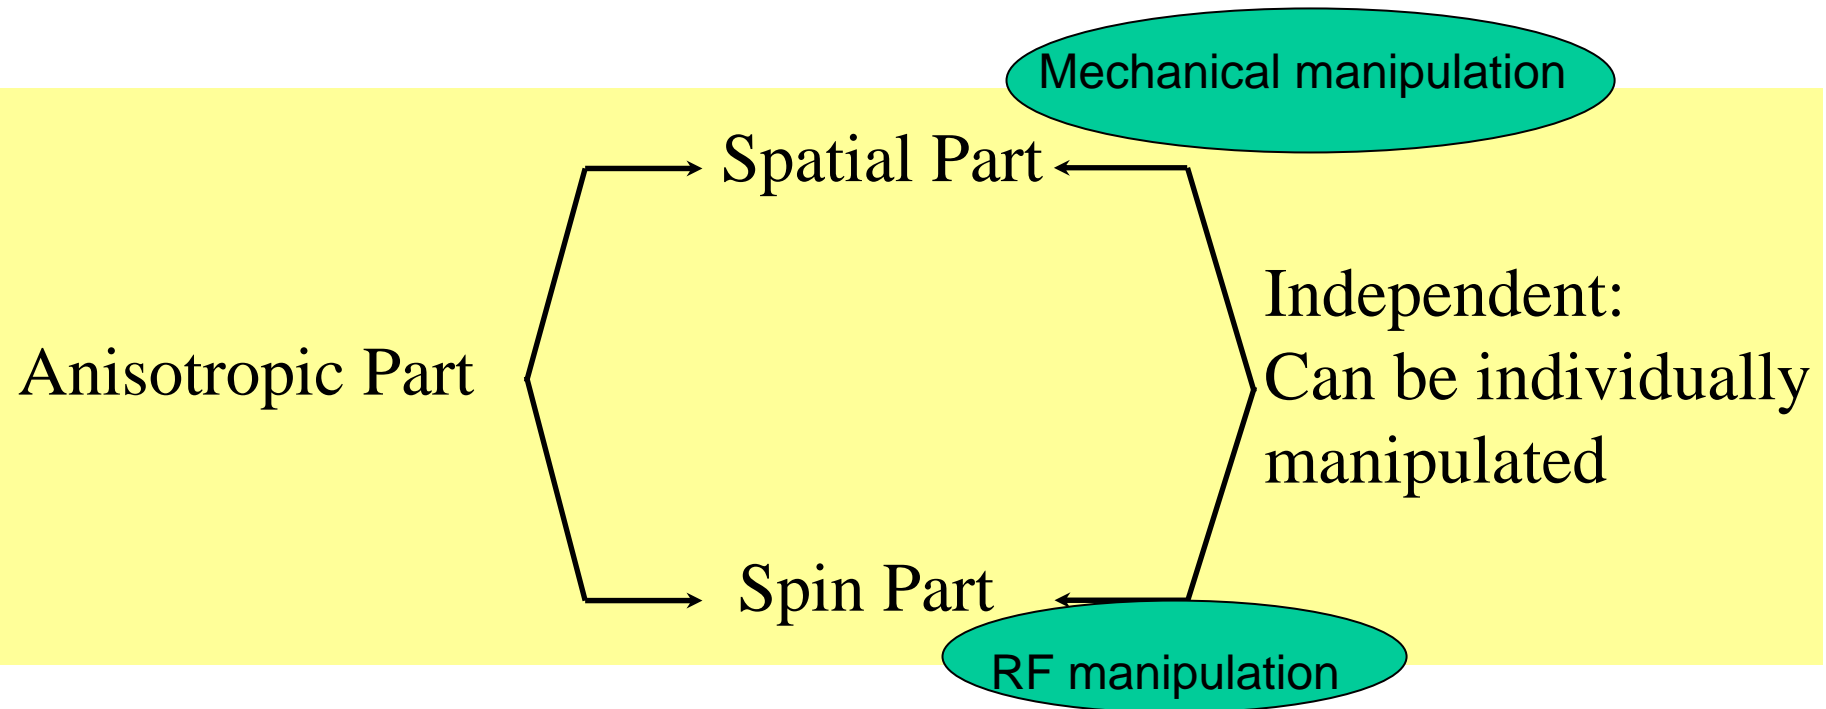 Mechanical manipulation
Spatial Part
Independent:
Anisotropic Part
Can be individually
manipulated
Spin Part
RF manipulation